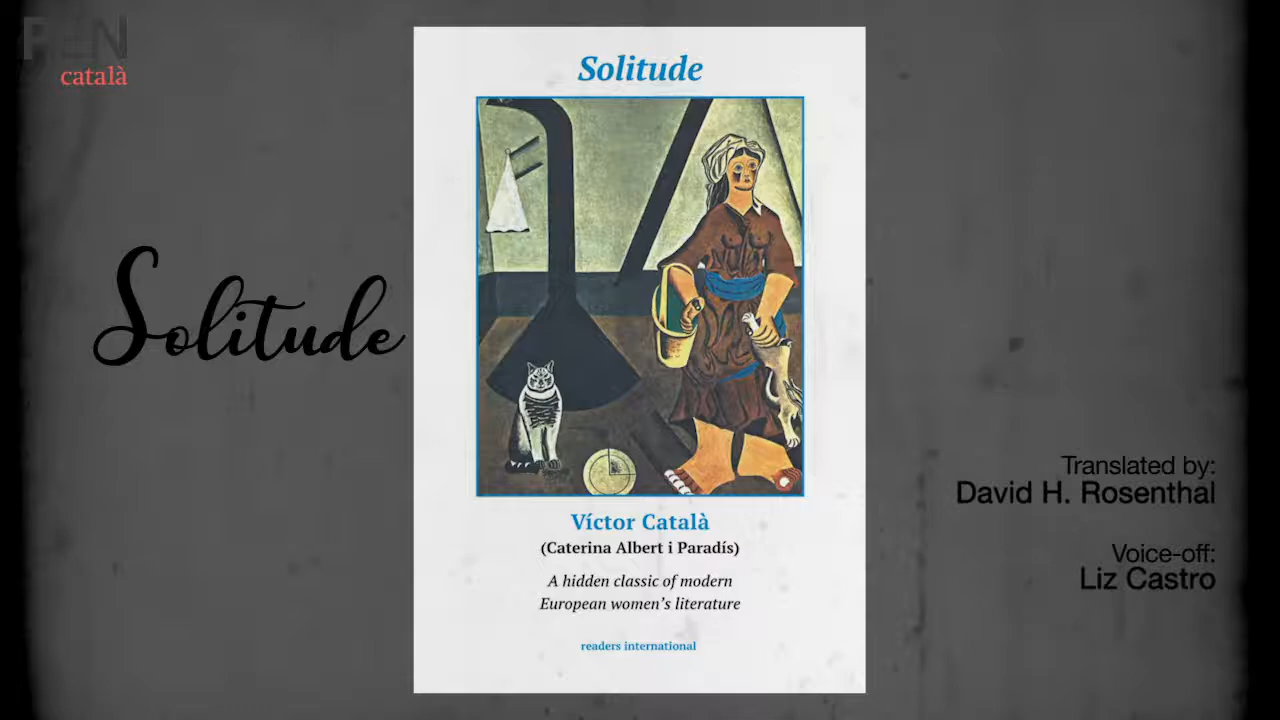 PEN
català
Solitude
Solitude
Víctor Català
(Caterina Albert i Paradís)
A hidden classic of modern
European women's literature
readers international
Translated by:
David H. Rosenthal
Voice-off:
Liz Castro